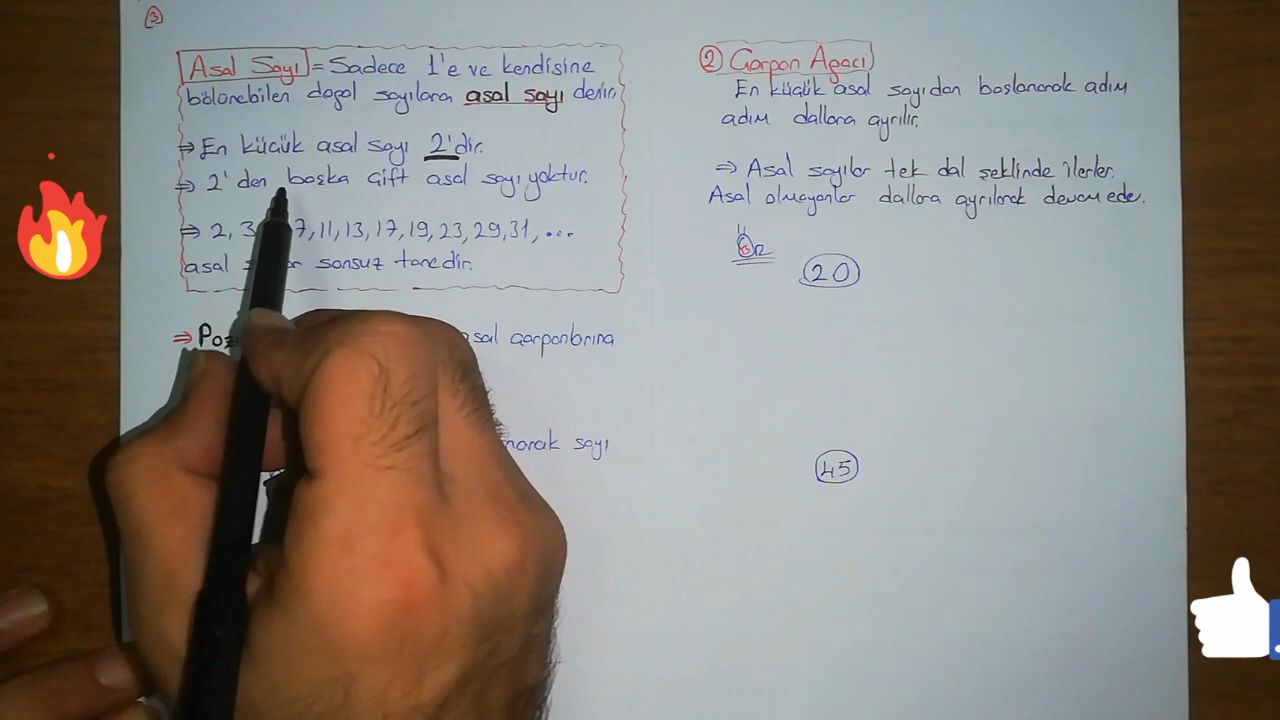 3
Asal Sayı = Sadece 1'e ve kendisine
bölünebilen doğal sayılara asal sayı denir.
⇒ En küçük asal sayı 2'dir.
⇒ 2'den başka çift asal sayı yoktur.
⇒ 2, 3 7, 11, 13, 17, 19, 23, 29, 31, ...
asal sonsuz tanedir.
⇒ asal çarpanlarına
sayı
2 Çarpan Ağacı
En küçük asal sayıdan başlanarak adım
adım dallara ayrılır.
⇒ Asal sayılar tek dal şeklinde ilerler.
Asal olmayanlar dallara ayrılarak devam eder.
Ör
20
45